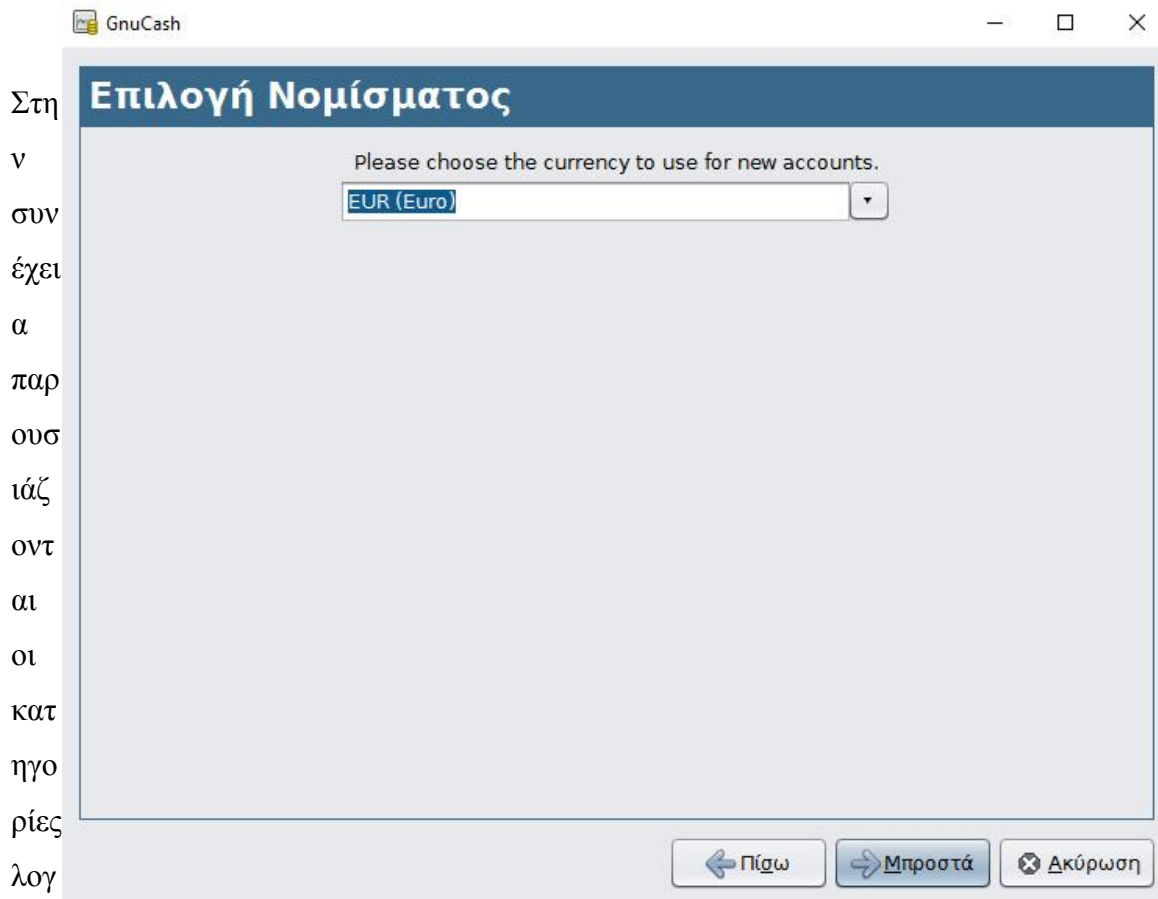 GnuCash
Επιλογή Νομίσματος
Please choose the currency to use for new accounts.
EUR (Euro)
Πίσω
Μπροστά
Ακύρωση
Στη
ν
συν
έχει
α
παρ
ουσ
ιάζ
οντ
αι
οι
κατ
ηγο
ρίες
λογ